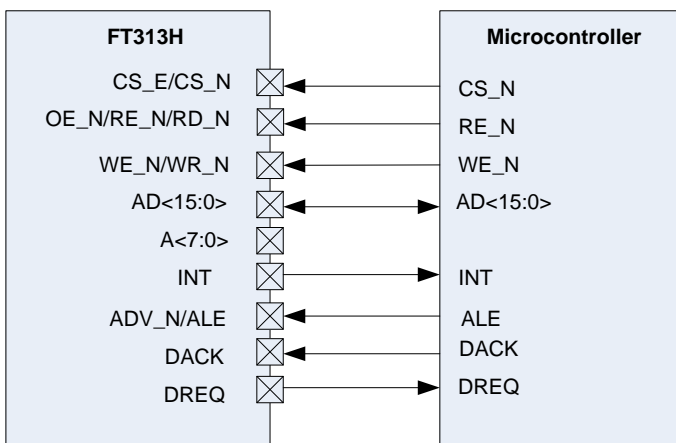 FT313H
Microcontroller
CS_E/CS_N
CS_N
OE_N/RE_N/RD_N
RE_N
WE_N/WR_N
WE_N
AD<15:0>
AD<15:0>
A<7:0>
INT
INT
ADV_N/ALE
ALE
DACK
DACK
DREQ
DREQ